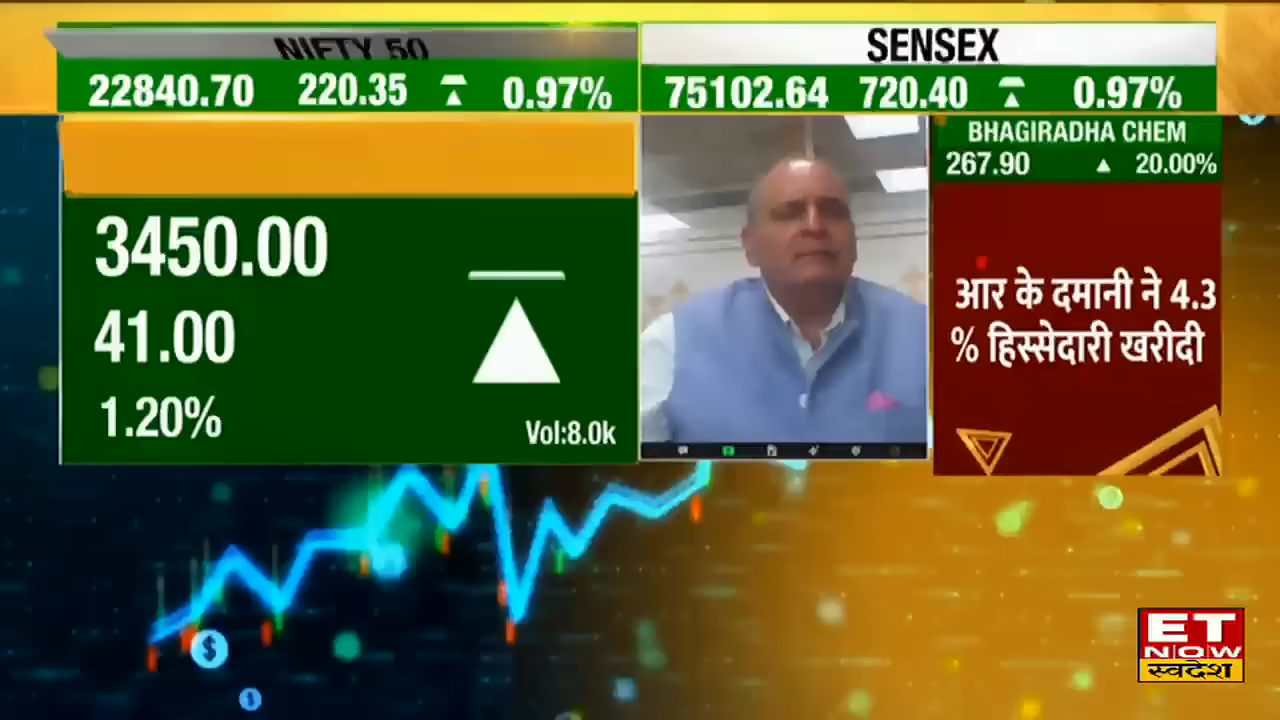 NIFTY 50
22840.70 220.35 0.97%
SENSEX
75102.64 720.40 0.97%
3450.00
41.00
1.20%
Vol:8.0k
BHAGIRADHA CHEM
267.90 20.00%
आर के दमानी ने 4.3
% हिस्सेदारी खरीदी
ET
NOW
स्वदेश